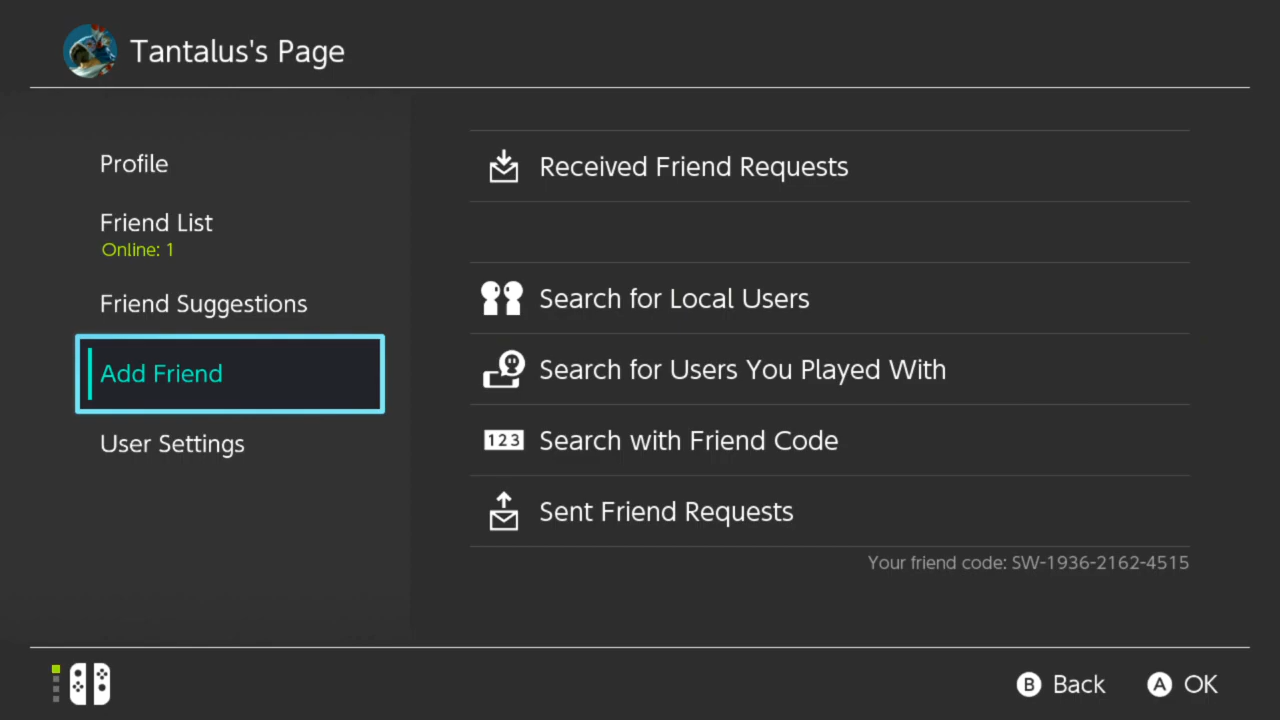 Tantalus's Page
Profile
Friend List
Online: 1
Friend Suggestions
Add Friend
User Settings
Received Friend Requests
Search for Local Users
Search for Users You Played With
123 Search with Friend Code
Sent Friend Requests
Your friend code: SW-1936-2162-4515
B Back A OK